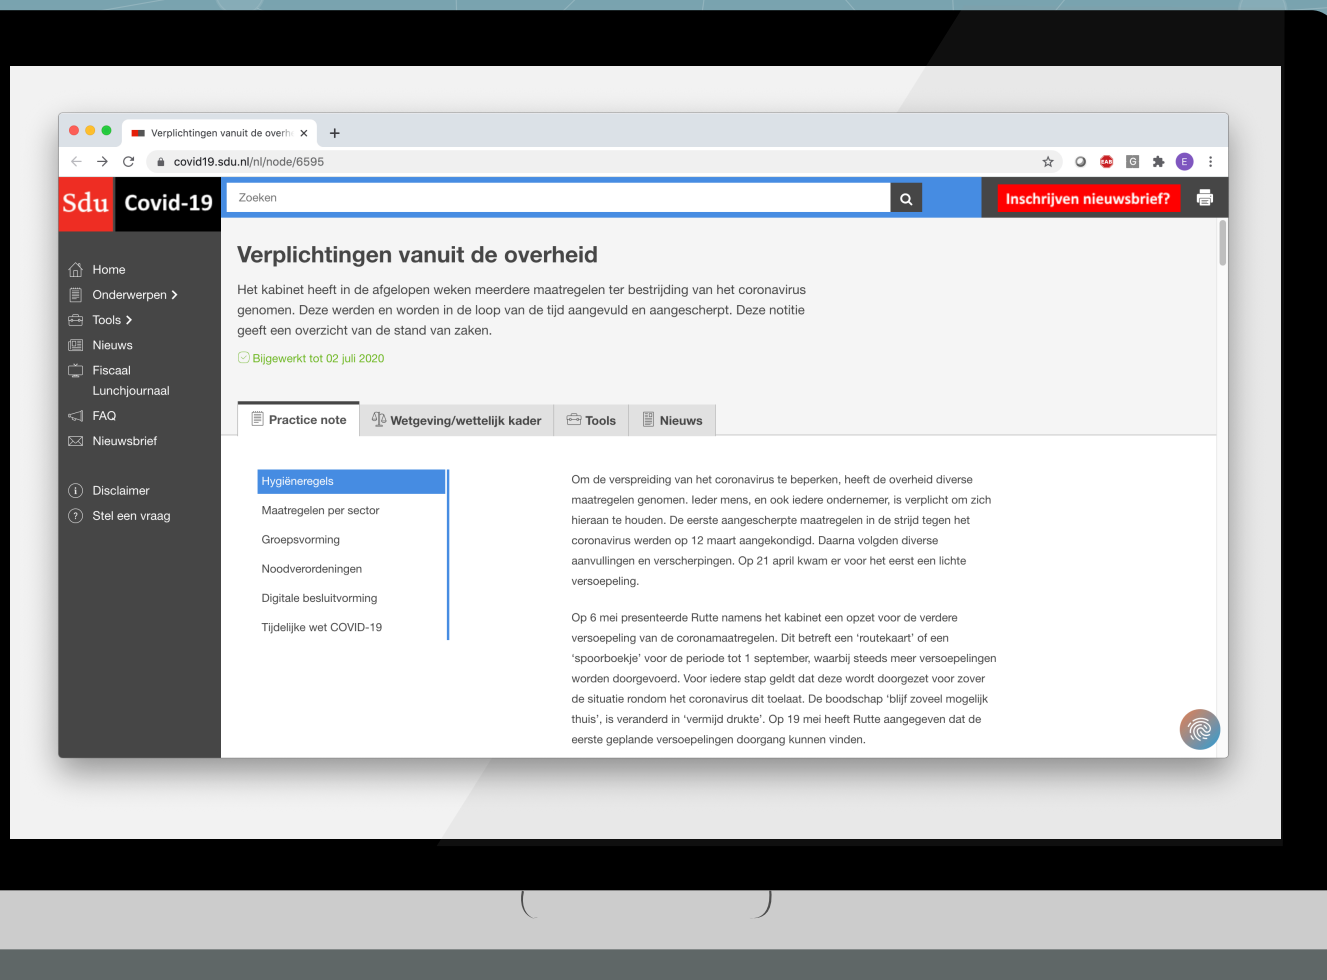 Verplichtingen vanuit de overh
covid19.sdu.nl/nl/node/6595
EAB
G
E
Sdu
Covid-19
Zoeken
Inschrijven nieuwsbrief?
Home
Onderwerpen
Tools
Nieuws
Fiscaal
Lunchjournaal
FAQ
Nieuwsbrief
Disclaimer
Stel een vraag
Verplichtingen vanuit de overheid
Het kabinet heeft in de afgelopen weken meerdere maatregelen ter bestrijding van het coronavirus
genomen. Deze werden en worden in de loop van de tijd aangevuld en aangescherpt. Deze notitie
geeft een overzicht van de stand van zaken.
Bijgewerkt tot 02 juli 2020
Practice note
Wetgeving/wettelijk kader
Tools
Nieuws
Hygiëneregels
Maatregelen per sector
Groepsvorming
Noodverordeningen
Digitale besluitvorming
Tijdelijke wet COVID-19
Om de verspreiding van het coronavirus te beperken, heeft de overheid diverse
maatregelen genomen. Ieder mens, en ook iedere ondernemer, is verplicht om zich
hieraan te houden. De eerste aangescherpte maatregelen in de strijd tegen het
coronavirus werden op 12 maart aangekondigd. Daarna volgden diverse
aanvullingen en verscherpingen. Op 21 april kwam er voor het eerst een lichte
versoepeling.
Op 6 mei presenteerde Rutte namens het kabinet een opzet voor de verdere
versoepeling van de coronamaatregelen. Dit betreft een ‘routekaart’ of een
‘spoorboekje’ voor de periode tot 1 september, waarbij steeds meer versoepelingen
worden doorgevoerd. Voor iedere stap geldt dat deze wordt doorgezet voor zover
de situatie rondom het coronavirus dit toelaat. De boodschap ‘blijf zoveel mogelijk
thuis’, is veranderd in ‘vermijd drukte’. Op 19 mei heeft Rutte aangegeven dat de
eerste geplande versoepelingen doorgang kunnen vinden.